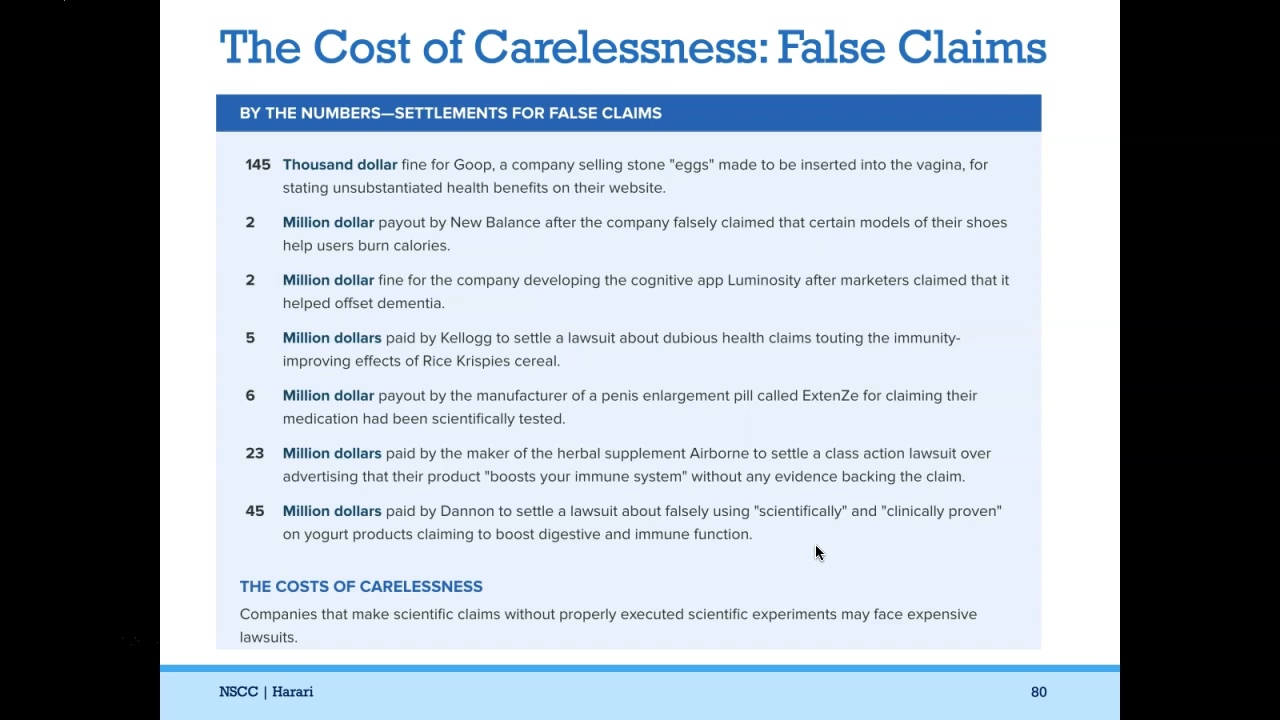 The Cost of Carelessness: False Claims
BY THE NUMBERS—SETTLEMENTS FOR FALSE CLAIMS
145 Thousand dollar fine for Goop, a company selling stone "eggs" made to be inserted into the vagina, for
stating unsubstantiated health benefits on their website.
2 Million dollar payout by New Balance after the company falsely claimed that certain models of their shoes
help users burn calories.
2 Million dollar fine for the company developing the cognitive app Luminosity after marketers claimed that it
helped offset dementia.
5 Million dollars paid by Kellogg to settle a lawsuit about dubious health claims touting the immunity-
improving effects of Rice Krispies cereal.
6 Million dollar payout by the manufacturer of a penis enlargement pill called ExtenZe for claiming their
medication had been scientifically tested.
23 Million dollars paid by the maker of the herbal supplement Airborne to settle a class action lawsuit over
advertising that their product "boosts your immune system" without any evidence backing the claim.
45 Million dollars paid by Dannon to settle a lawsuit about falsely using "scientifically" and "clinically proven"
on yogurt products claiming to boost digestive and immune function.
THE COSTS OF CARELESSNESS
Companies that make scientific claims without properly executed scientific experiments may face expensive
lawsuits.
NSCC | Harari 80